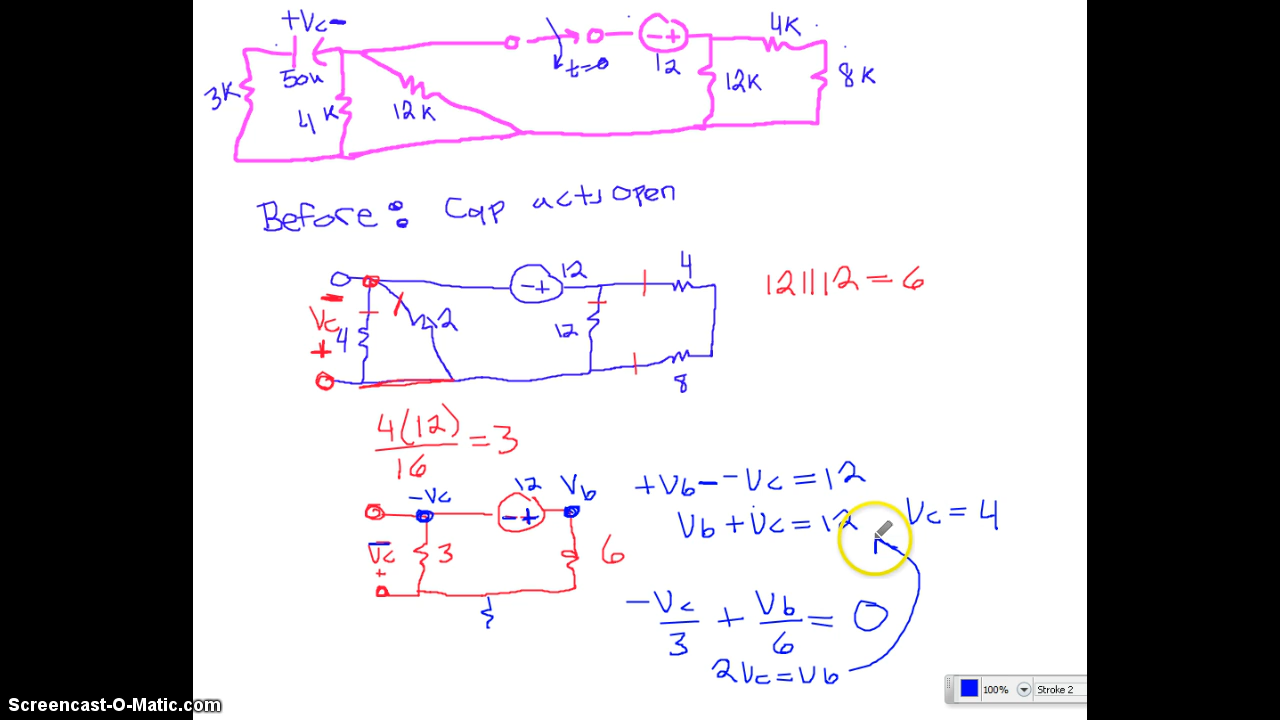 +Vc-
3K
50u
4K
12K
t=0
12
12K
4K
8K
Before: Cap acts open
Vc
4
12
12
12
4
8
12||12 = 6
4(12)
16
= 3
-Vc
12
Vb
Vc
3
6
+Vb - -Vc = 12
Vb + Vc = 12
Vc = 4
-Vc
3
+ Vb
6
= 0
2Vc = Vb
100%
Stroke 2
Screencast-O-Matic.com